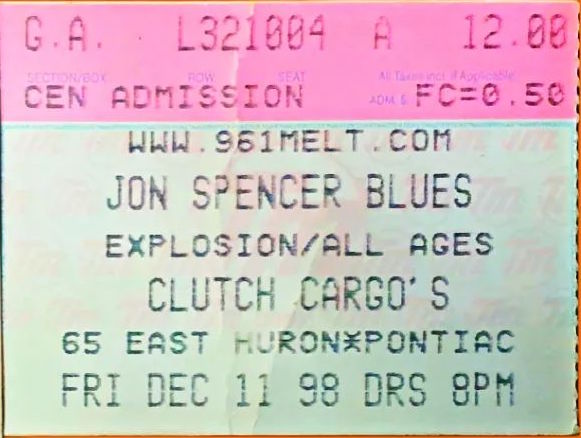 G.A. L321004 A 12.00
SECTION/BOX ROW SEAT All Taxes Incl. If Applicable
CEN ADMISSION ADM. $ FC=0.50
WWW.961MELT.COM
JON SPENCER BLUES
EXPLOSION/ALL AGES
CLUTCH CARGO'S
65 EAST HURON*PONTIAC
FRI DEC 11 98 DRS 8PM